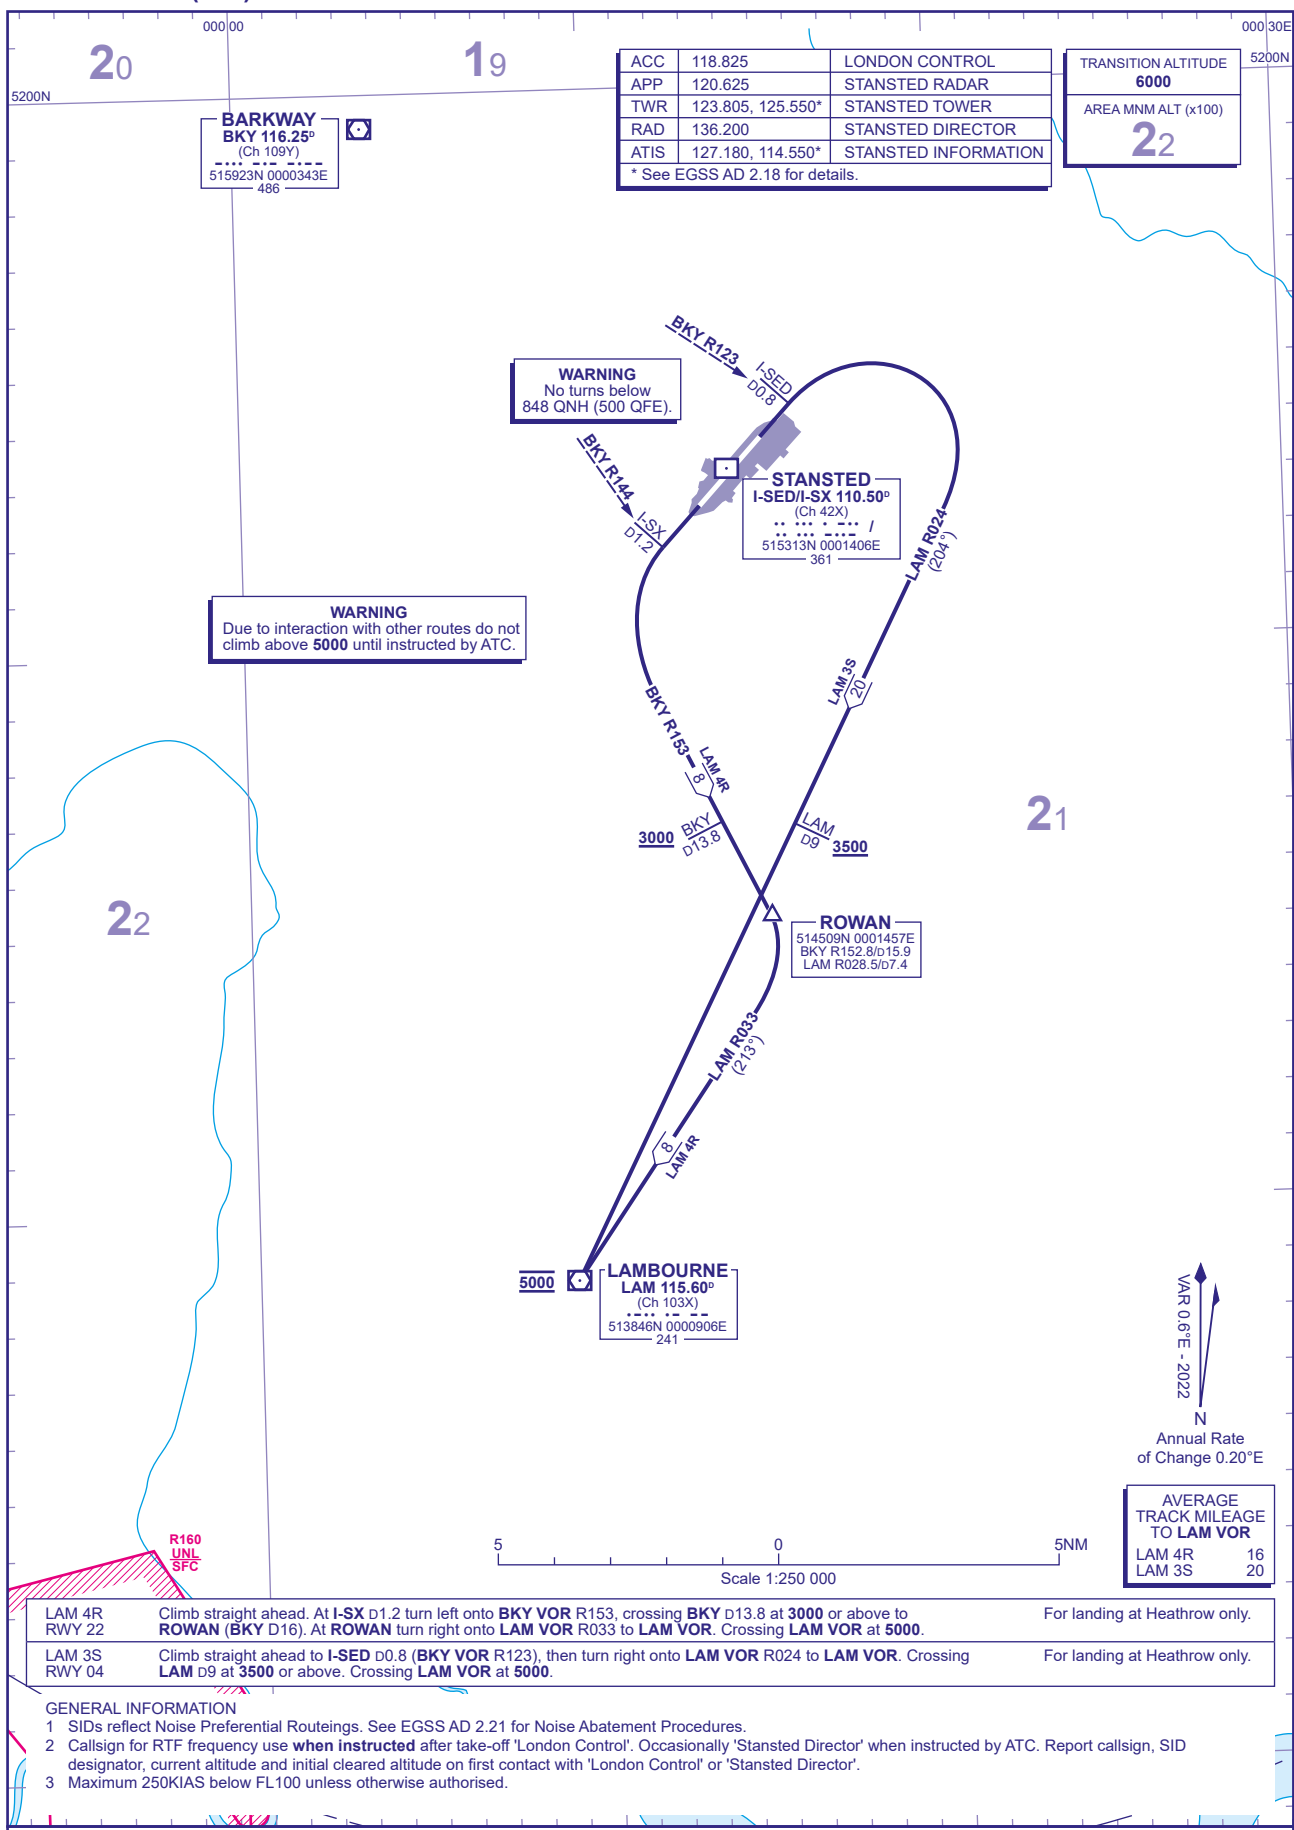 000 00
000 30E
20
19
5200N
5200N
ACC 118.825 LONDON CONTROL
APP 120.625 STANSTED RADAR
TWR 123.805, 125.550* STANSTED TOWER
RAD 136.200 STANSTED DIRECTOR
ATIS 127.180, 114.550* STANSTED INFORMATION
* See EGSS AD 2.18 for details.
TRANSITION ALTITUDE
6000
AREA MNM ALT (x100)
22
BARKWAY
BKY 116.25D
(Ch 109Y)
515923N 0000343E
486
BKY R123
I-SED
D0.8
WARNING
No turns below
848 QNH (500 QFE).
BKY R144
I-SX
D1.2
STANSTED
I-SED/I-SX 110.50D
(Ch 42X)
/
515313N 0001406E
361
LAM R024
(204°)
WARNING
Due to interaction with other routes do not
climb above 5000 until instructed by ATC.
LAM 3S
20
BKY R153
LAM 4R
8
3000
BKY
D13.8
LAM
D9
3500
21
22
ROWAN
514509N 0001457E
BKY R152.8/D15.9
LAM R028.5/D7.4
LAM R033
(213°)
8
LAM 4R
5000
LAMBOURNE
LAM 115.60D
(Ch 103X)
513846N 0000906E
241
VAR 0.6°E - 2022
N
Annual Rate
of Change 0.20°E
AVERAGE
TRACK MILEAGE
TO LAM VOR
LAM 4R 16
LAM 3S 20
R160
UNL
SFC
5 0 5NM
Scale 1:250 000
LAM 4R Climb straight ahead. At I-SX D1.2 turn left onto BKY VOR R153, crossing BKY D13.8 at 3000 or above to For landing at Heathrow only.
RWY 22 ROWAN (BKY D16). At ROWAN turn right onto LAM VOR R033 to LAM VOR. Crossing LAM VOR at 5000.
LAM 3S Climb straight ahead to I-SED D0.8 (BKY VOR R123), then turn right onto LAM VOR R024 to LAM VOR. Crossing For landing at Heathrow only.
RWY 04 LAM D9 at 3500 or above. Crossing LAM VOR at 5000.
GENERAL INFORMATION
1 SIDs reflect Noise Preferential Routeings. See EGSS AD 2.21 for Noise Abatement Procedures.
2 Callsign for RTF frequency use when instructed after take-off 'London Control'. Occasionally 'Stansted Director' when instructed by ATC. Report callsign, SID
designator, current altitude and initial cleared altitude on first contact with 'London Control' or 'Stansted Director'.
3 Maximum 250KIAS below FL100 unless otherwise authorised.